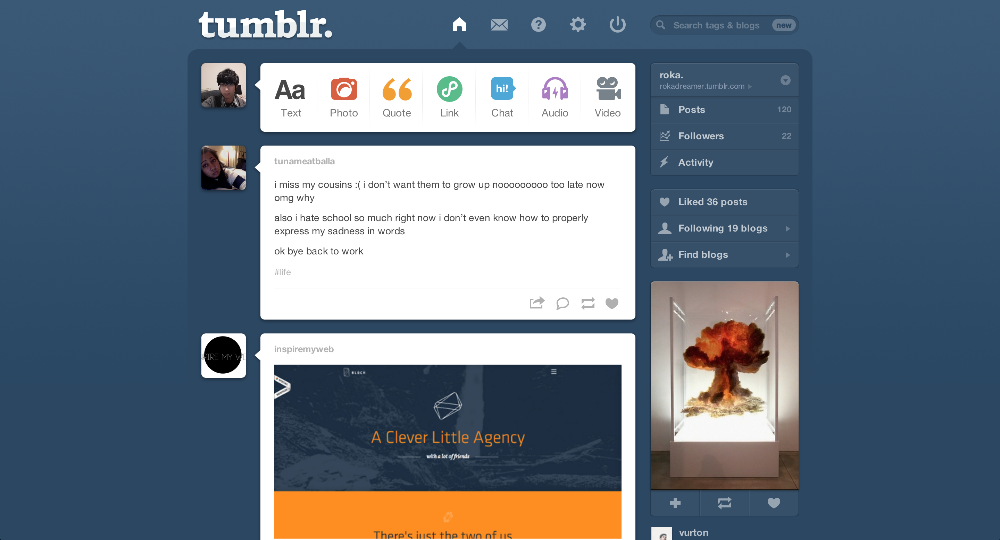 tumblr.
Search tags & blogs
new
Aa
hi!
Text
Photo
Quote
Link
Chat
Audio
Video
roka.
rokadreamer.tumblr.com
Posts
120
Followers
22
Activity
Liked 36 posts
Following 19 blogs
Find blogs
tunameatballa
i miss my cousins :( i don’t want them to grow up nooooooooo too late now
omg why
also i hate school so much right now i don’t even know how to properly
express my sadness in words
ok bye back to work
#life
PIRE MY WE
inspiremyweb
BLOCK
SPECIAL
MENTION
A Clever Little Agency
with a lot of friends
There's just the two of us
vurton